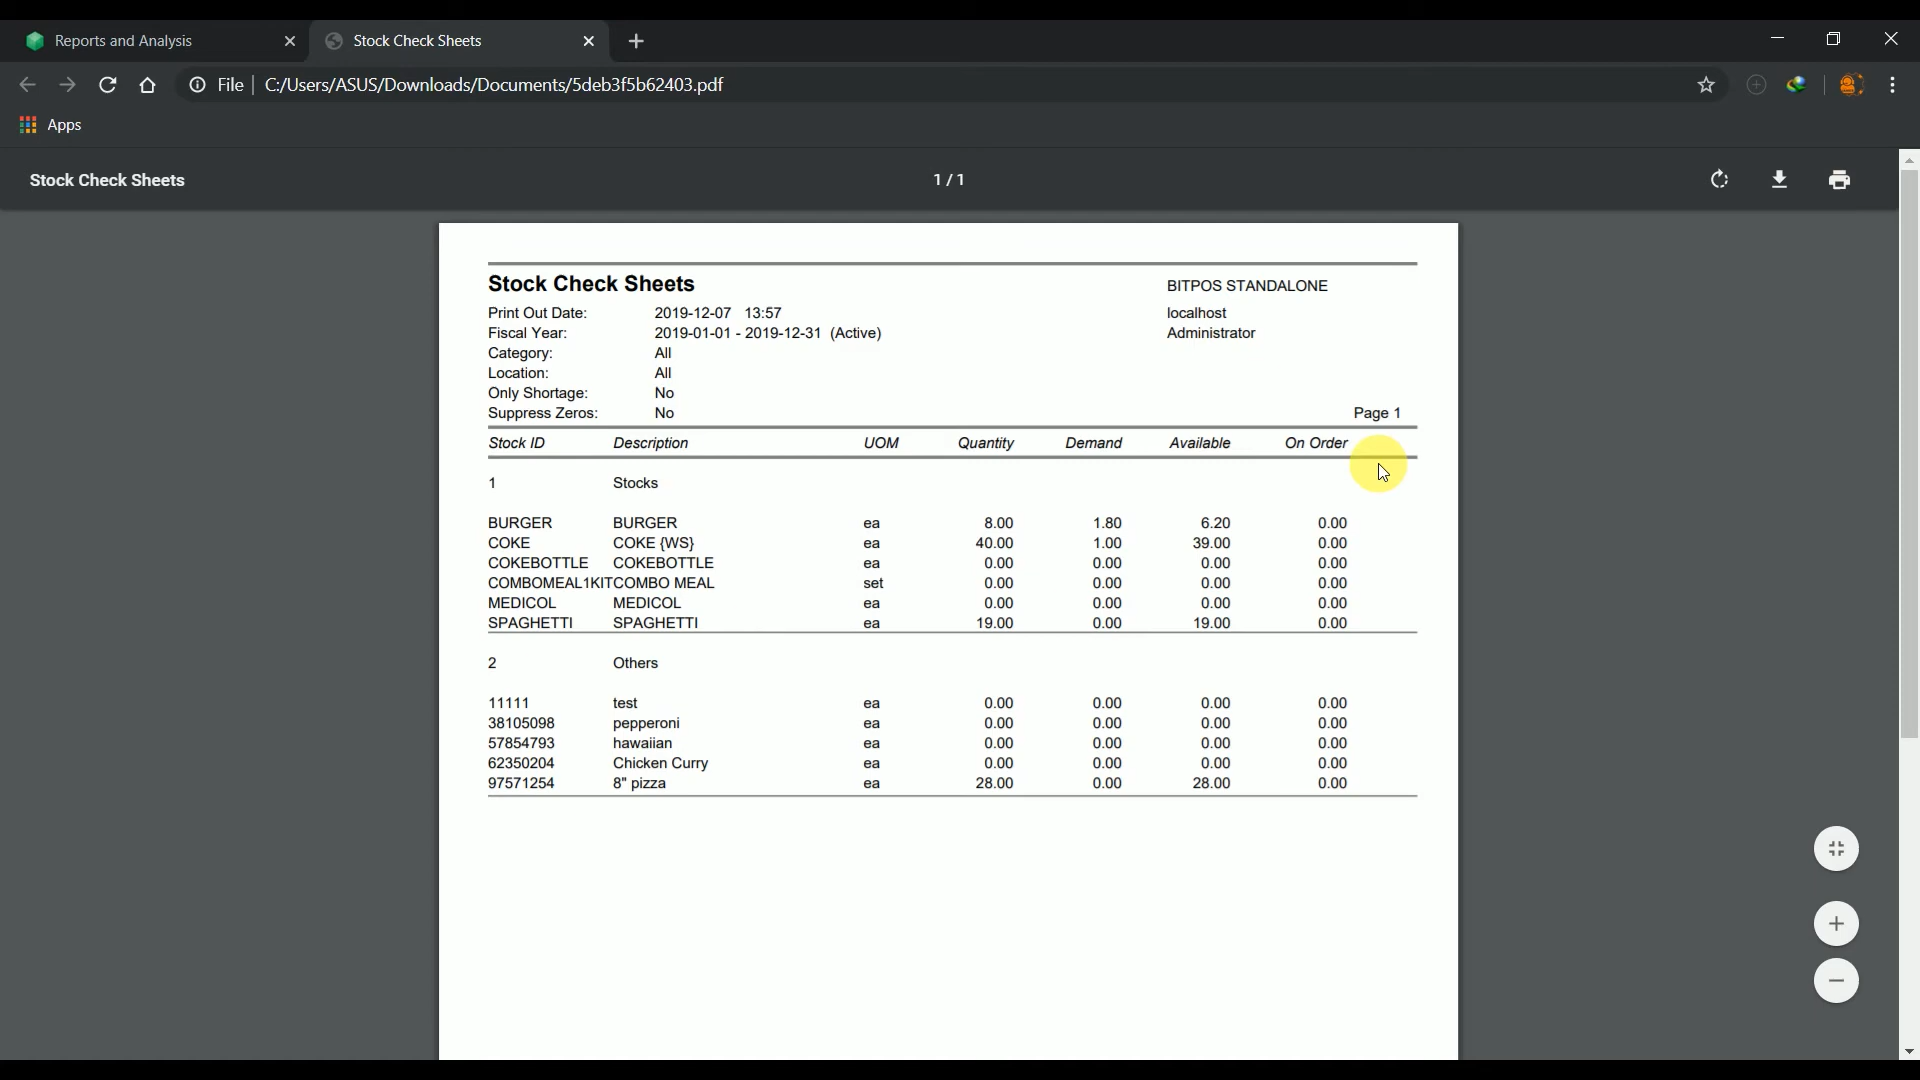 Reports and Analysis
Stock Check Sheets
File C:/Users/ASUS/Downloads/Documents/5deb3f5b62403.pdf
Apps
Stock Check Sheets 1 / 1
Stock Check Sheets BITPOS STANDALONE
Print Out Date: 2019-12-07 13:57 localhost
Fiscal Year: 2019-01-01 - 2019-12-31 (Active) Administrator
Category: All
Location: All
Only Shortage: No
Suppress Zeros: No Page 1
Stock ID Description UOM Quantity Demand Available On Order
1 Stocks
BURGER BURGER ea 8.00 1.80 6.20 0.00
COKE COKE {WS} ea 40.00 1.00 39.00 0.00
COKEBOTTLE COKEBOTTLE ea 0.00 0.00 0.00 0.00
COMBOMEAL1KITCOMBO MEAL set 0.00 0.00 0.00 0.00
MEDICOL MEDICOL ea 0.00 0.00 0.00 0.00
SPAGHETTI SPAGHETTI ea 19.00 0.00 19.00 0.00
2 Others
11111 test ea 0.00 0.00 0.00 0.00
38105098 pepperoni ea 0.00 0.00 0.00 0.00
57854793 hawaiian ea 0.00 0.00 0.00 0.00
62350204 Chicken Curry ea 0.00 0.00 0.00 0.00
97571254 8" pizza ea 28.00 0.00 28.00 0.00